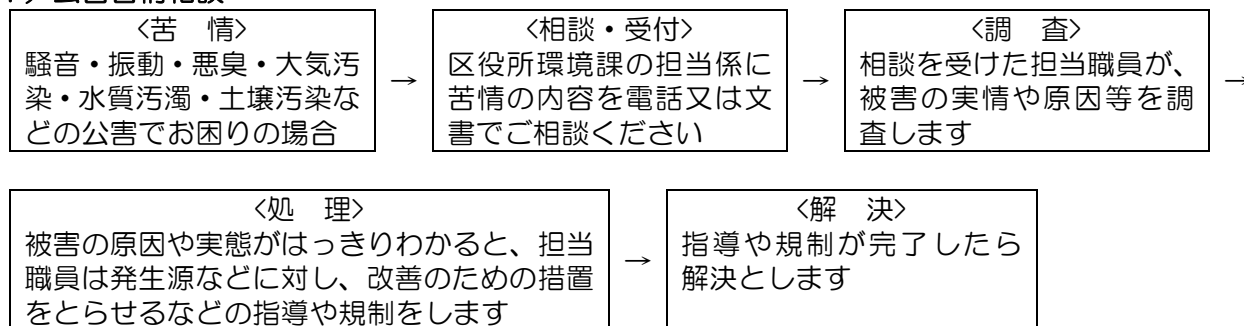 <苦　情>
騒音・振動・悪臭・大気汚
染・水質汚濁・土壌汚染な
どの公害でお困りの場合
→
<相談・受付>
区役所環境課の担当係に
苦情の内容を電話又は文
書でご相談ください
→
<調　査>
相談を受けた担当職員が、
被害の実情や原因等を調
査します
→
<処　理>
被害の原因や実態がはっきりわかると、担当
職員は発生源などに対し、改善のための措置
をとらせるなどの指導や規制をします
→
<解　決>
指導や規制が完了したら
解決とします